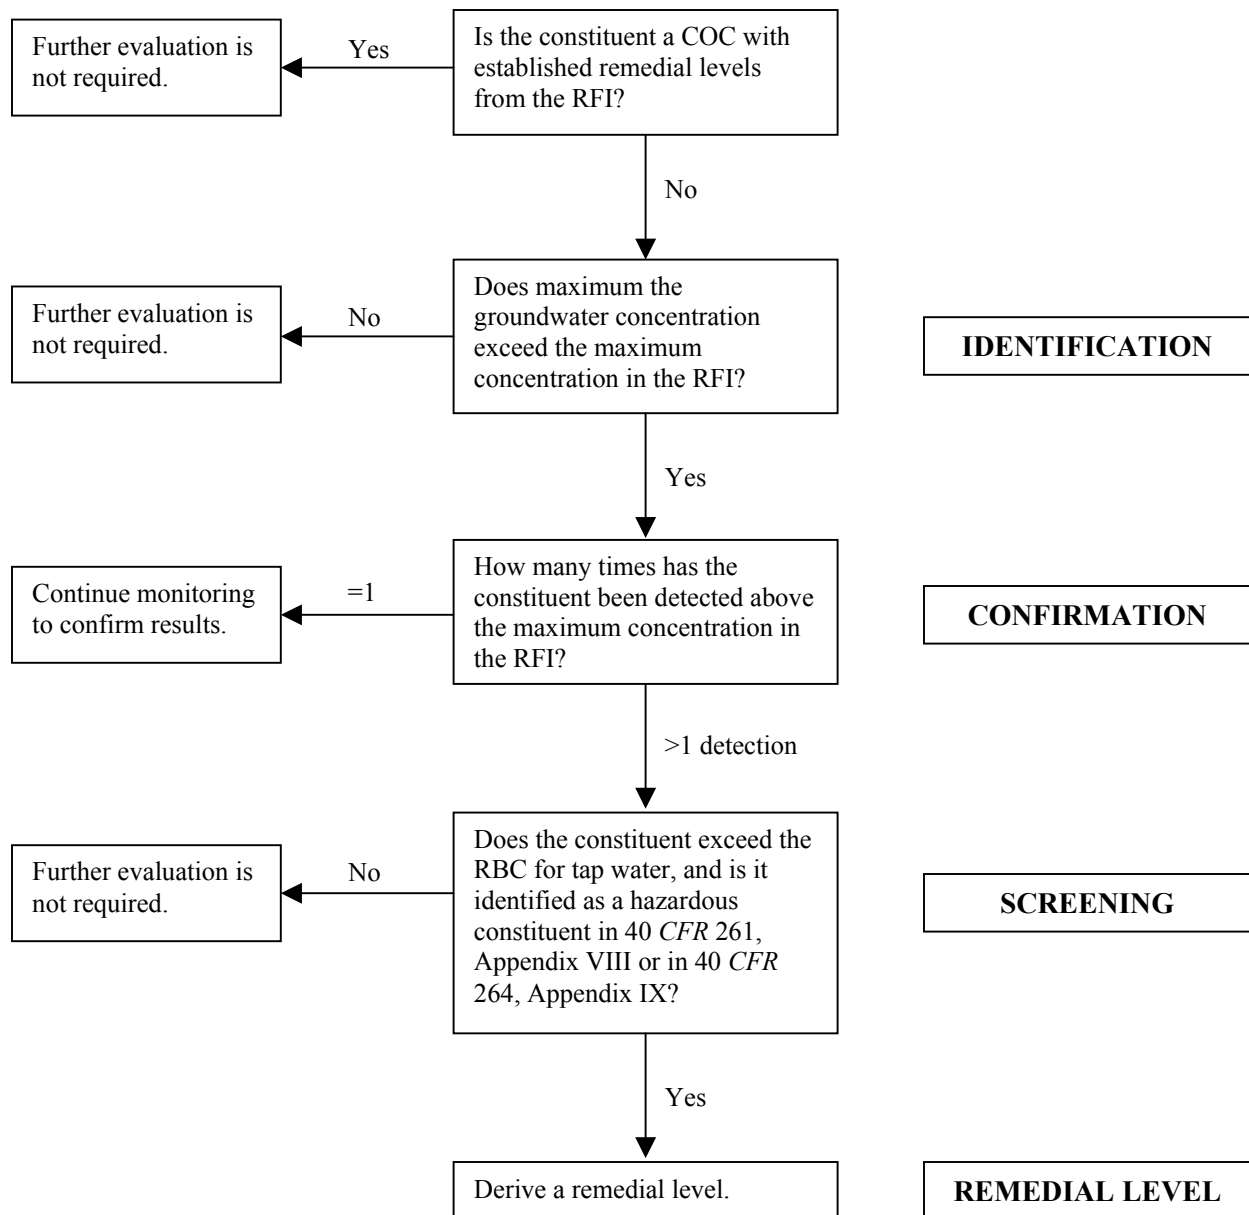 Further evaluation is
not required.
Yes
Is the constituent a COC with
established remedial levels
from the RFI?
No
Further evaluation is
not required.
No
Does maximum the
groundwater concentration
exceed the maximum
concentration in the RFI?
IDENTIFICATION
Yes
Continue monitoring
to confirm results.
=1
How many times has the
constituent been detected above
the maximum concentration in
the RFI?
CONFIRMATION
>1 detection
Further evaluation is
not required.
No
Does the constituent exceed the
RBC for tap water, and is it
identified as a hazardous
constituent in 40 CFR 261,
Appendix VIII or in 40 CFR
264, Appendix IX?
SCREENING
Yes
Derive a remedial level.
REMEDIAL LEVEL